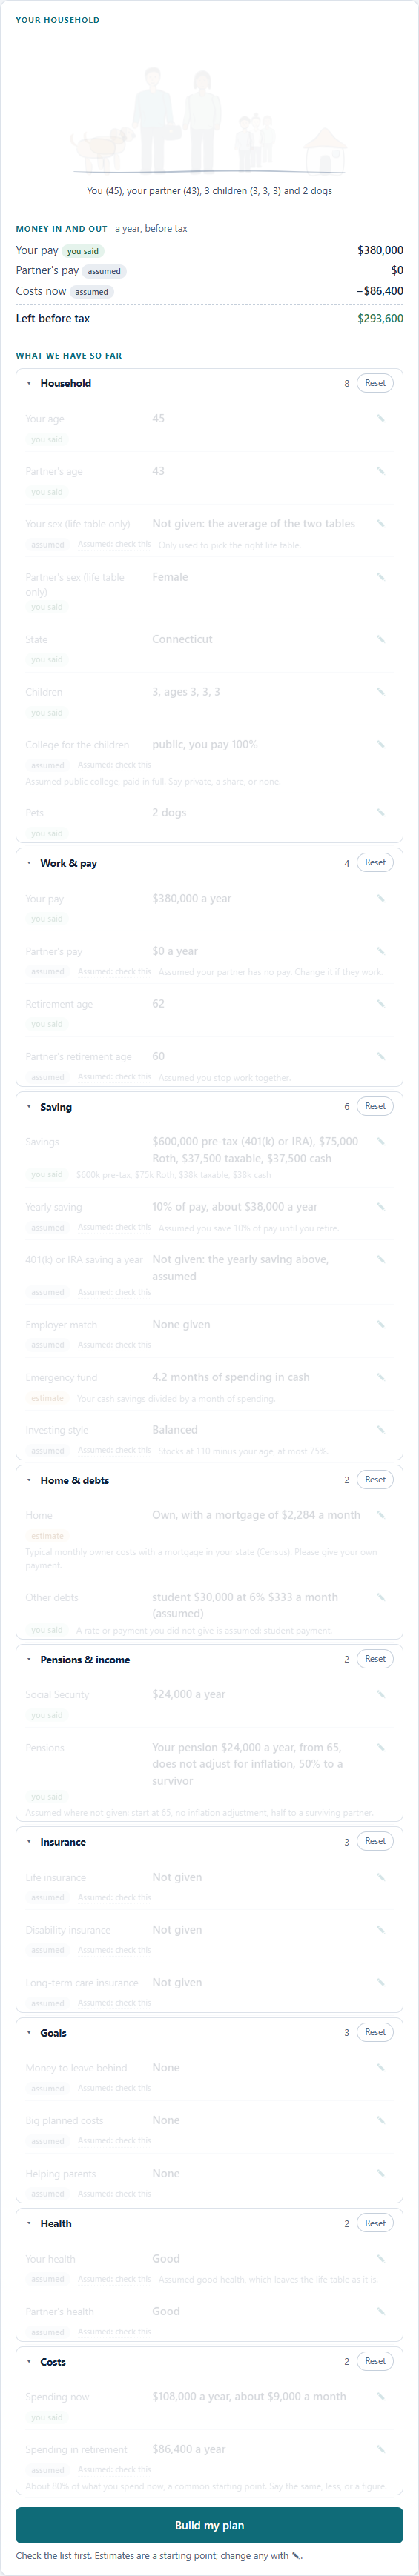 YOUR HOUSEHOLD
You (45), your partner (43), 3 children (3, 3, 3) and 2 dogs
MONEY IN AND OUT a year, before tax
Your pay you said $380,000
Partner's pay assumed $0
Costs now assumed −$86,400
Left before tax $293,600
WHAT WE HAVE SO FAR
Household 8 Reset
Your age 45
you said
Partner's age 43
you said
Your sex (life table only) Not given: the average of the two tables
assumed Assumed: check this Only used to pick the right life table.
Partner's sex (life table Female
only)
you said
State Connecticut
you said
Children 3, ages 3, 3, 3
you said
College for the children public, you pay 100%
assumed Assumed: check this
Assumed public college, paid in full. Say private, a share, or none.
Pets 2 dogs
you said
Work & pay 4 Reset
Your pay $380,000 a year
you said
Partner's pay $0 a year
assumed Assumed: check this Assumed your partner has no pay. Change it if they work.
Retirement age 62
you said
Partner's retirement age 60
assumed Assumed: check this Assumed you stop work together.
Saving 6 Reset
Savings $600,000 pre-tax (401(k) or IRA), $75,000
Roth, $37,500 taxable, $37,500 cash
you said $600k pre-tax, $75k Roth, $38k taxable, $38k cash
Yearly saving 10% of pay, about $38,000 a year
assumed Assumed: check this Assumed you save 10% of pay until you retire.
401(k) or IRA saving a year Not given: the yearly saving above,
assumed
assumed Assumed: check this
Employer match None given
assumed Assumed: check this
Emergency fund 4.2 months of spending in cash
estimate Your cash savings divided by a month of spending.
Investing style Balanced
assumed Assumed: check this Stocks at 110 minus your age, at most 75%.
Home & debts 2 Reset
Home Own, with a mortgage of $2,284 a month
estimate
Typical monthly owner costs with a mortgage in your state (Census). Please give your own
payment.
Other debts student $30,000 at 6% $333 a month
(assumed)
you said A rate or payment you did not give is assumed: student payment.
Pensions & income 2 Reset
Social Security $24,000 a year
you said
Pensions Your pension $24,000 a year, from 65,
does not adjust for inflation, 50% to a
survivor
you said
Assumed where not given: start at 65, no inflation adjustment, half to a surviving partner.
Insurance 3 Reset
Life insurance Not given
assumed Assumed: check this
Disability insurance Not given
assumed Assumed: check this
Long-term care insurance Not given
assumed Assumed: check this
Goals 3 Reset
Money to leave behind None
assumed Assumed: check this
Big planned costs None
assumed Assumed: check this
Helping parents None
assumed Assumed: check this
Health 2 Reset
Your health Good
assumed Assumed: check this Assumed good health, which leaves the life table as it is.
Partner's health Good
assumed Assumed: check this
Costs 2 Reset
Spending now $108,000 a year, about $9,000 a month
you said
Spending in retirement $86,400 a year
assumed Assumed: check this
About 80% of what you spend now, a common starting point. Say the same, less, or a figure.
Build my plan
Check the list first. Estimates are a starting point; change any with ✎.